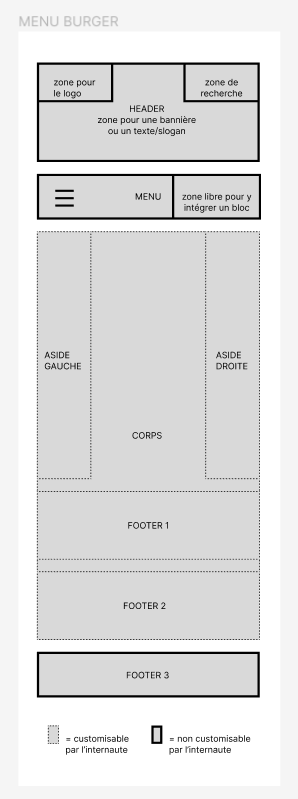 MENU BURGER
zone pour
le logo
zone de
recherche
HEADER
zone pour une bannière
ou un texte/slogan
MENU
zone libre pour y
intégrer un bloc
ASIDE
GAUCHE
ASIDE
DROITE
CORPS
FOOTER 1
FOOTER 2
FOOTER 3
= customisable
par l'internaute
= non customisable
par l'internaute